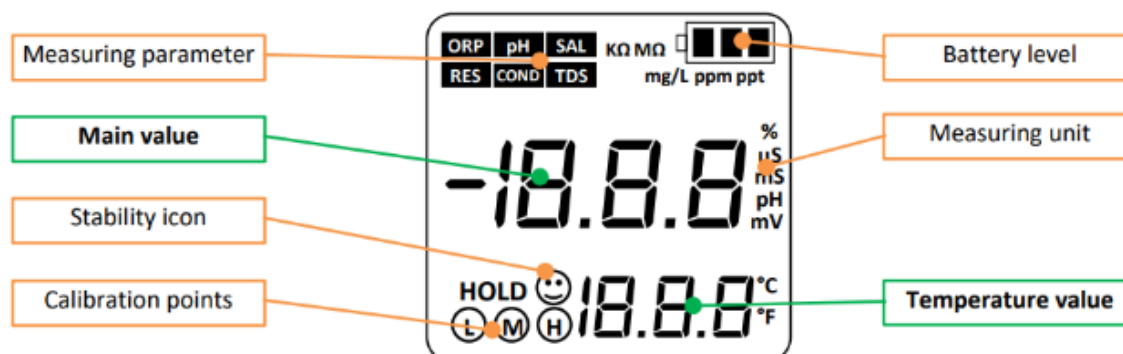 Measuring parameter
Main value
Stability icon
Calibration points
ORP pH SAL
RES COND TDS
KΩ MΩ
mg/L ppm ppt
-18.8.8
%
µS
mS
pH
mV
HOLD
L M H
18.8.8
°C
°F
Battery level
Measuring unit
Temperature value